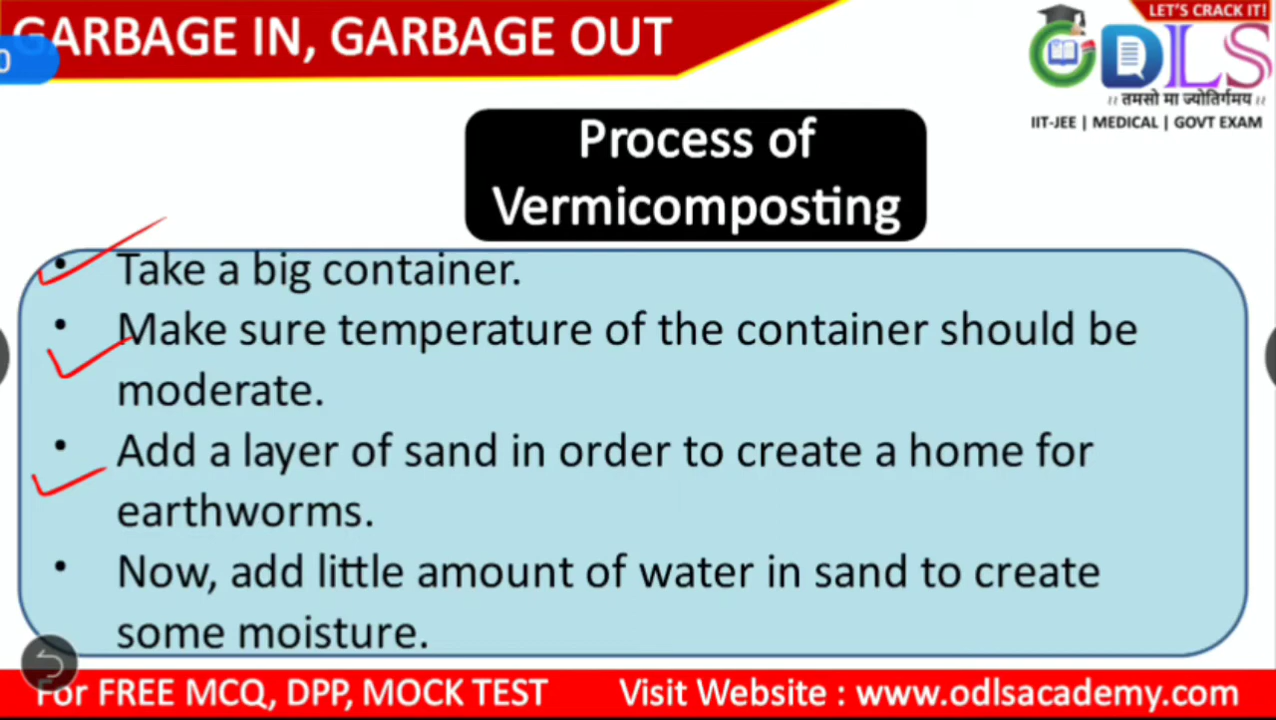 GARBAGE IN, GARBAGE OUT
LET'S CRACK IT!
ODLS
।। तमसो मा ज्योतिर्गमय ।।
IIT-JEE | MEDICAL | GOVT EXAM
0
Process of
Vermicomposting
• Take a big container.
• Make sure temperature of the container should be
moderate.
• Add a layer of sand in order to create a home for
earthworms.
• Now, add little amount of water in sand to create
some moisture.
For FREE MCQ, DPP, MOCK TEST
Visit Website : www.odlsacademy.com